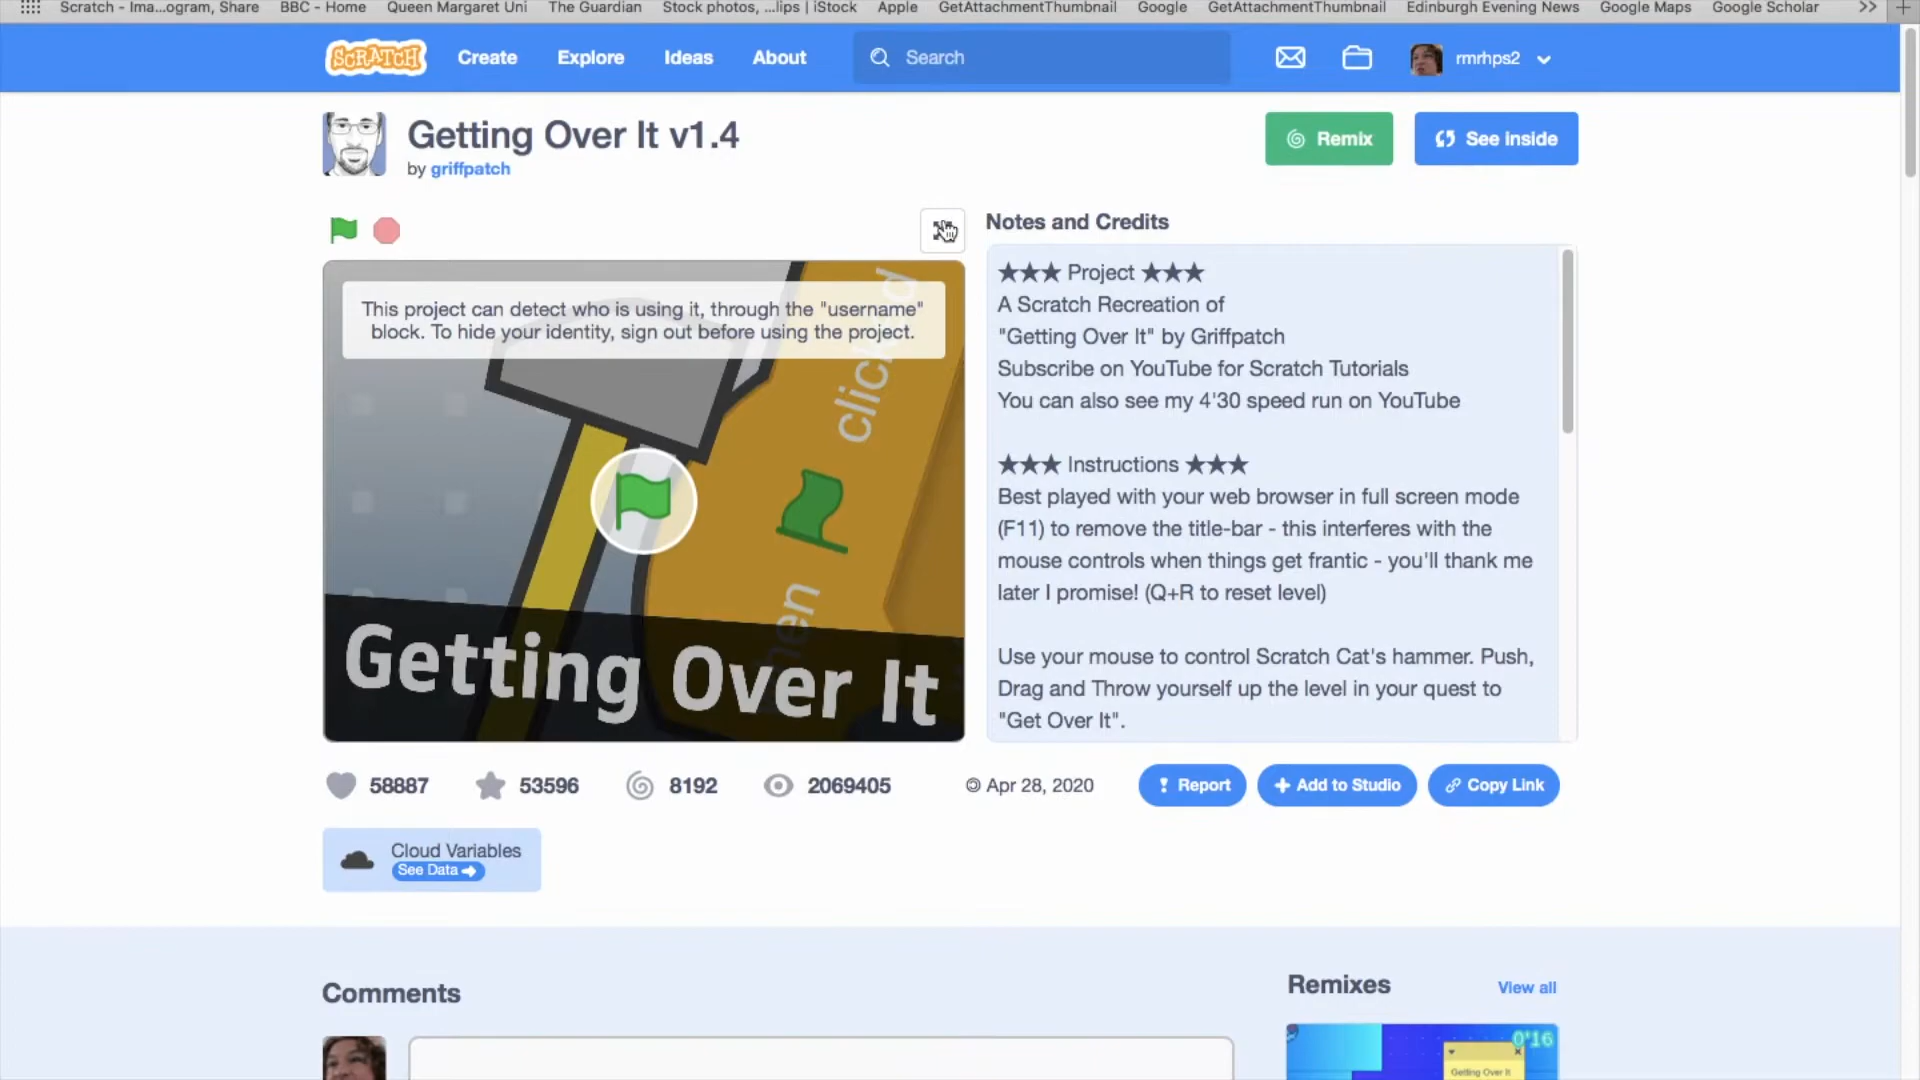 Scratch - Ima...ogram, Share BBC - Home Queen Margaret Uni The Guardian Stock photos, ...lips | iStock Apple GetAttachmentThumbnail Google GetAttachmentThumbnail Edinburgh Evening News Google Maps Google Scholar >> +
SCRATCH Create Explore Ideas About Search rmrhps2
Getting Over It v1.4
by griffpatch
Remix See inside
This project can detect who is using it, through the "username"
block. To hide your identity, sign out before using the project.
clicked
Getting Over It
Notes and Credits
★★★ Project ★★★
A Scratch Recreation of
"Getting Over It" by Griffpatch
Subscribe on YouTube for Scratch Tutorials
You can also see my 4'30 speed run on YouTube
★★★ Instructions ★★★
Best played with your web browser in full screen mode
(F11) to remove the title-bar - this interferes with the
mouse controls when things get frantic - you'll thank me
later I promise! (Q+R to reset level)
Use your mouse to control Scratch Cat's hammer. Push,
Drag and Throw yourself up the level in your quest to
"Get Over It".
58887 53596 8192 2069405 Apr 28, 2020 Report Add to Studio Copy Link
Cloud Variables
See Data
Comments
Remixes View all
0'16
Getting Over It